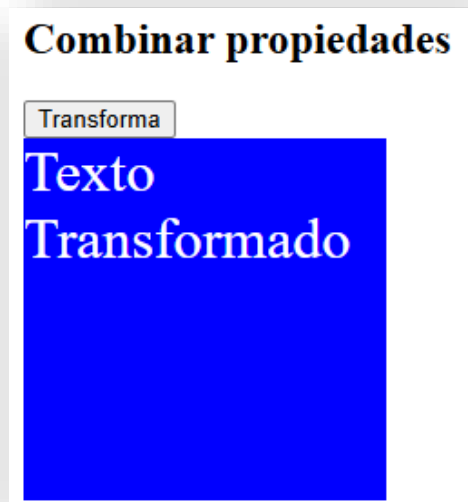 Combinar propiedades
Transforma
Texto
Transformado